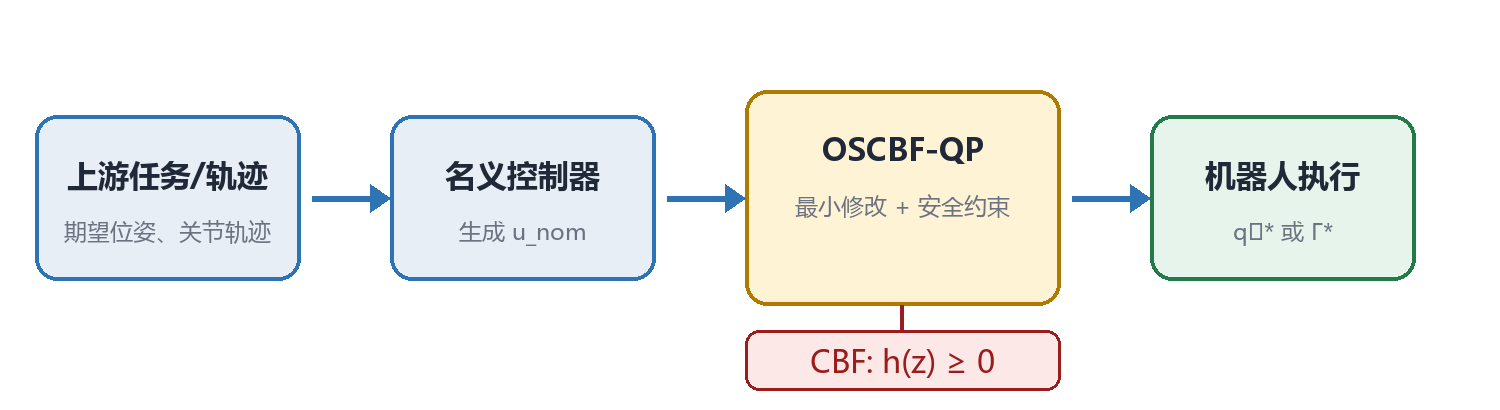 上游任务/轨迹
期望位姿、关节轨迹
名义控制器
生成 u_nom
OSCBF-QP
最小修改 + 安全约束
CBF: h(z) ≥ 0
机器人执行
q▯* 或 Γ*